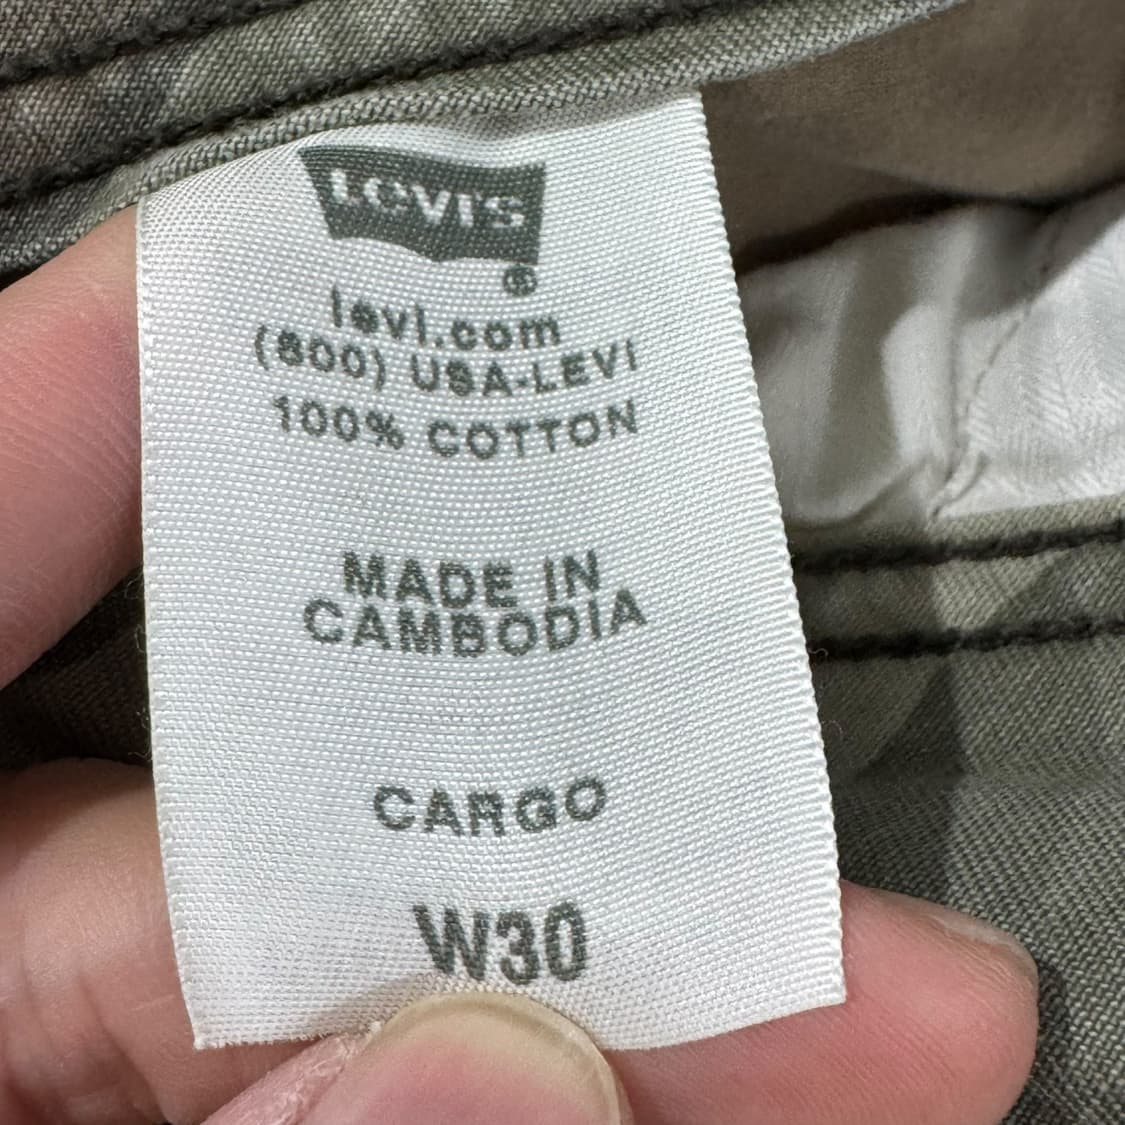 LEVI'S
®
levi.com
(800) USA-LEVI
100% COTTON
MADE IN
CAMBODIA
CARGO
W30